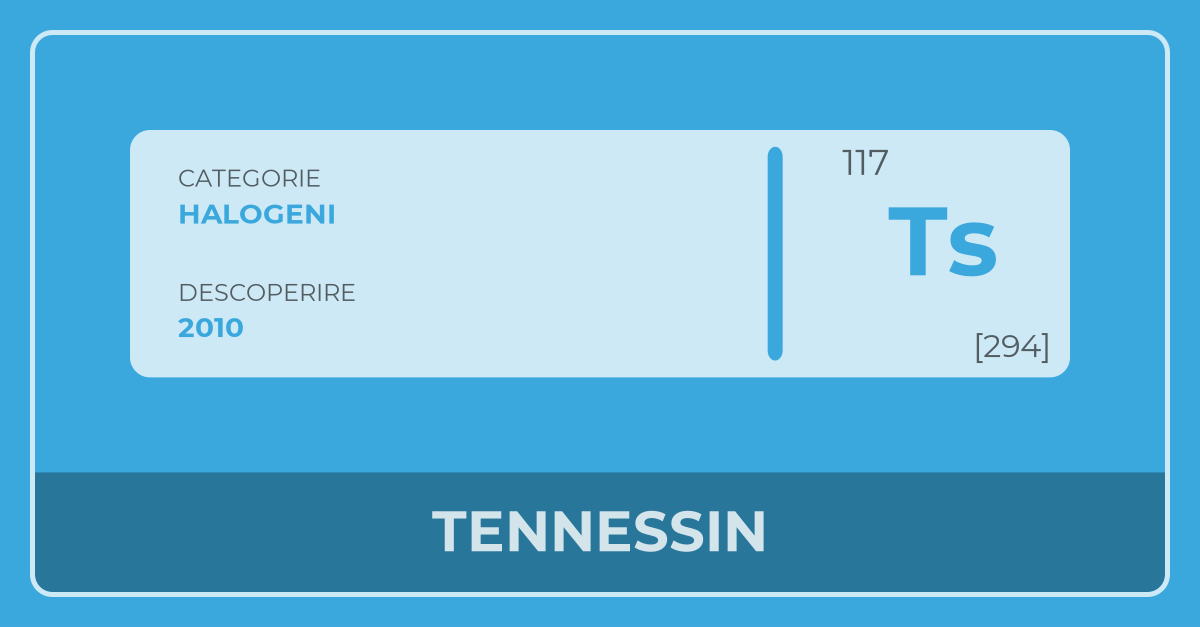 CATEGORIE
HALOGENI
DESCOPERIRE
2010
117
Ts
[294]
TENNESSIN